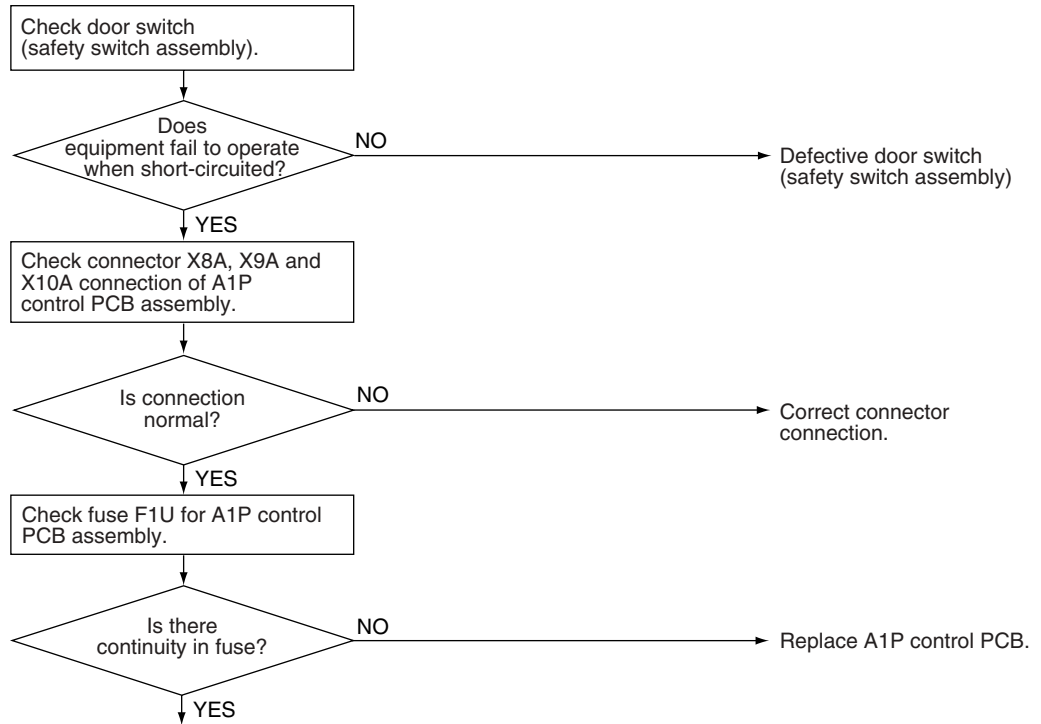 Check door switch
(safety switch assembly).
Does
equipment fail to operate
when short-circuited?
NO
Defective door switch
(safety switch assembly)
YES
Check connector X8A, X9A and
X10A connection of A1P
control PCB assembly.
Is connection
normal?
NO
Correct connector
connection.
YES
Check fuse F1U for A1P control
PCB assembly.
Is there
continuity in fuse?
NO
Replace A1P control PCB.
YES